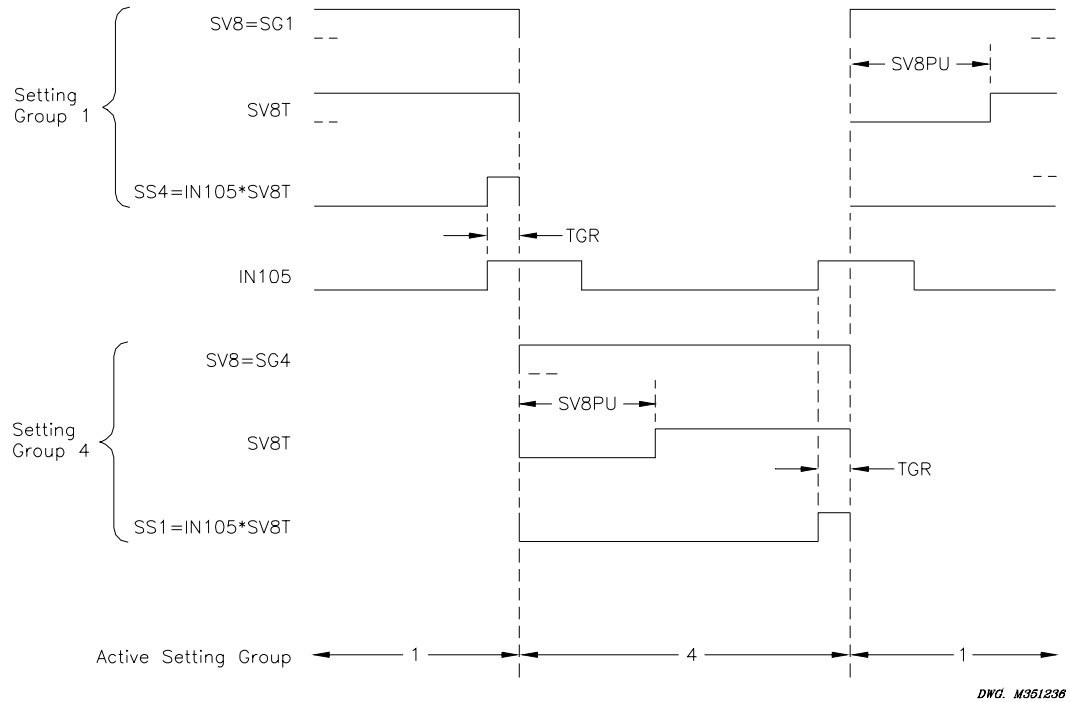 SV8=SG1
SV8PU
Setting
Group 1
SV8T
SS4=IN105*SV8T
TGR
IN105
SV8=SG4
SV8PU
Setting
Group 4
SV8T
TGR
SS1=IN105*SV8T
Active Setting Group
1
4
1
DWG. M351236